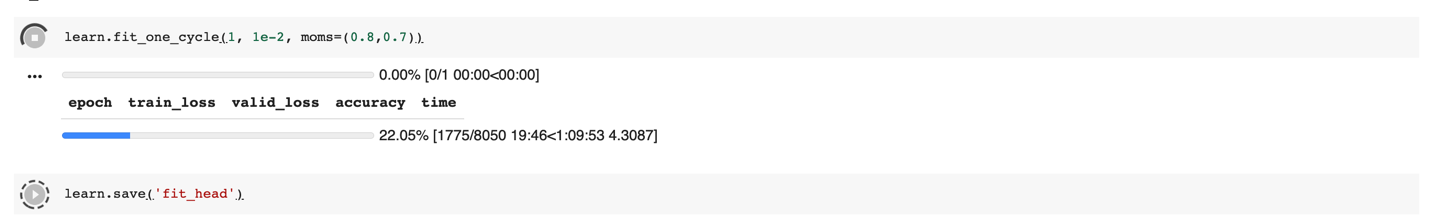 learn.fit_one_cycle(1, 1e-2, moms=(0.8,0.7))
0.00% [0/1 00:00<00:00]
epoch train_loss valid_loss accuracy time
22.05% [1775/8050 19:46<1:09:53 4.3087]
learn.save('fit_head')